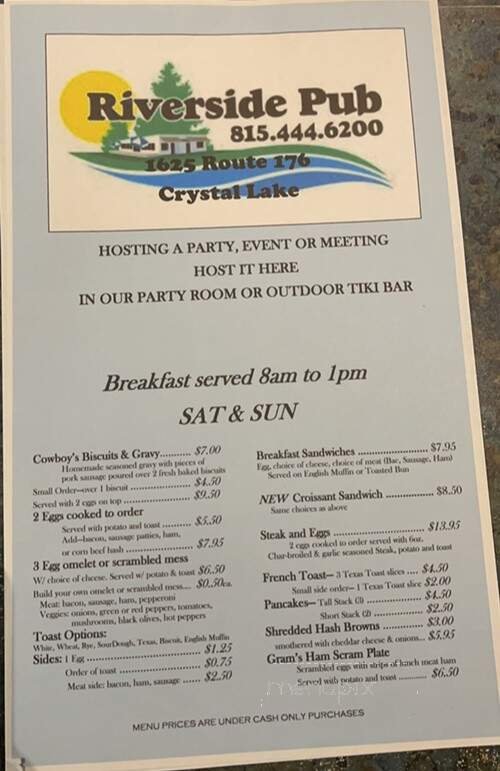 Riverside Pub
815.444.6200
1625 Route 176
Crystal Lake
HOSTING A PARTY, EVENT OR MEETING
HOST IT HERE
IN OUR PARTY ROOM OR OUTDOOR TIKI BAR
Breakfast served 8am to 1pm
SAT & SUN
Cowboy's Biscuits & Gravy........... $7.00
Homemade seasoned gravy with pieces of
pork sausage poured over 2 fresh baked biscuits
Small Order–over 1 biscuit ...................... $4.50
Served with 2 eggs on top ........................ $9.50
2 Eggs cooked to order
Served with potato and toast ......... $5.50
Add–bacon, sausage patties, ham,
or corn beef hash ......................... $7.95
3 Egg omelet or scrambled mess
W/ choice of cheese. Served w/ potato & toast $6.50
Build your own omelet or scrambled mess.... $0.50ea.
Meat: bacon, sausage, ham, pepperoni
Veggies: onions, green or red peppers, tomatoes,
mushrooms, black olives, hot peppers
Toast Options:
White, Wheat, Rye, SourDough, Texas, Biscuit, English Muffin
Sides: 1 Egg ..................................... $1.25
Order of toast ............................ $0.75
Meat side: bacon, ham, sausage ...... $2.50
Breakfast Sandwiches ........................ $7.95
Egg, choice of cheese, choice of meat (Bac, Sausage, Ham)
Served on English Muffin or Toasted Bun
NEW Croissant Sandwich ................. $8.50
Same choices as above
Steak and Eggs ................................. $13.95
2 eggs cooked to order served with 6oz.
Char-broiled & garlic seasoned Steak, potato and toast
French Toast– 3 Texas Toast slices .... $4.50
Small side order– 1 Texas Toast slice $2.00
Pancakes– Tall Stack (3) ..................... $4.50
Short Stack (2) ..................... $2.50
Shredded Hash Browns ................ $3.00
smothered with cheddar cheese & onions... $5.95
Gram's Ham Scram Plate
Scrambled eggs with strips of lunch meat ham
Served with potato and toast ........... $6.50
menupix
MENU PRICES ARE UNDER CASH ONLY PURCHASES